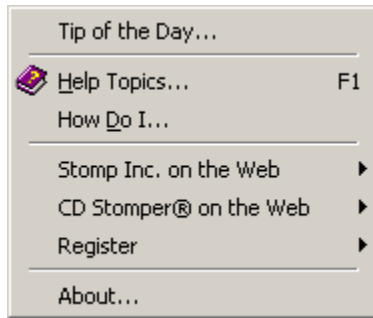 Tip of the Day...
Help Topics... F1
How Do I...
Stomp Inc. on the Web
CD Stomper® on the Web
Register
About...